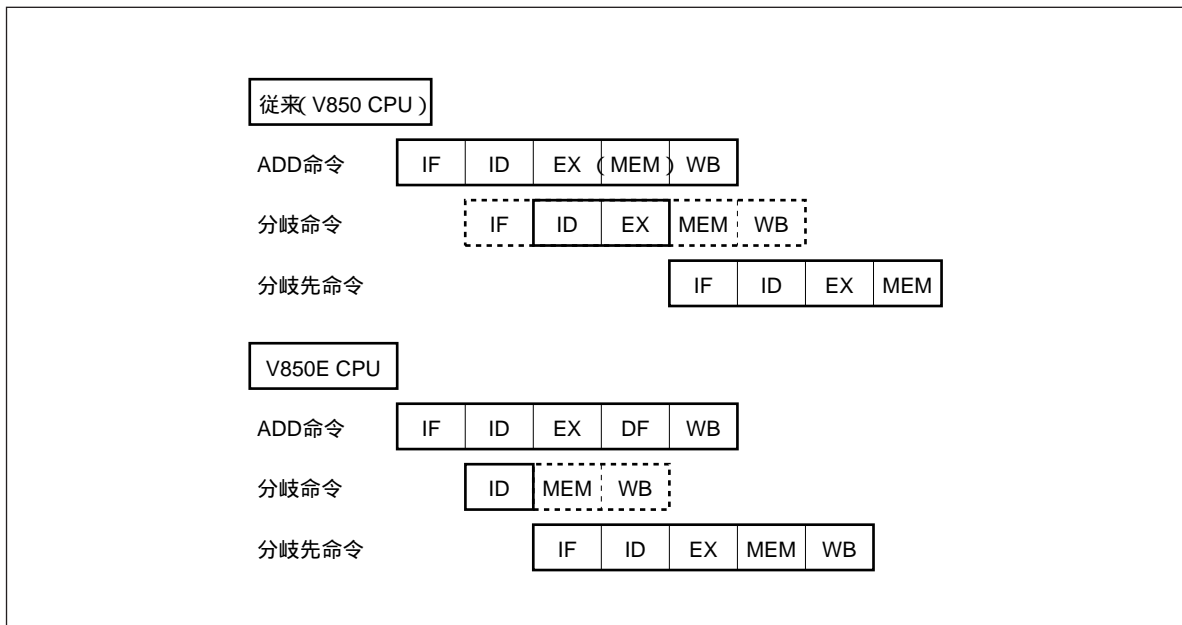 従来( V850 CPU )
ADD命令 IF ID EX ( MEM ) WB
分岐命令 IF ID EX MEM WB
分岐先命令 IF ID EX MEM
V850E CPU
ADD命令 IF ID EX DF WB
分岐命令 ID MEM WB
分岐先命令 IF ID EX MEM WB